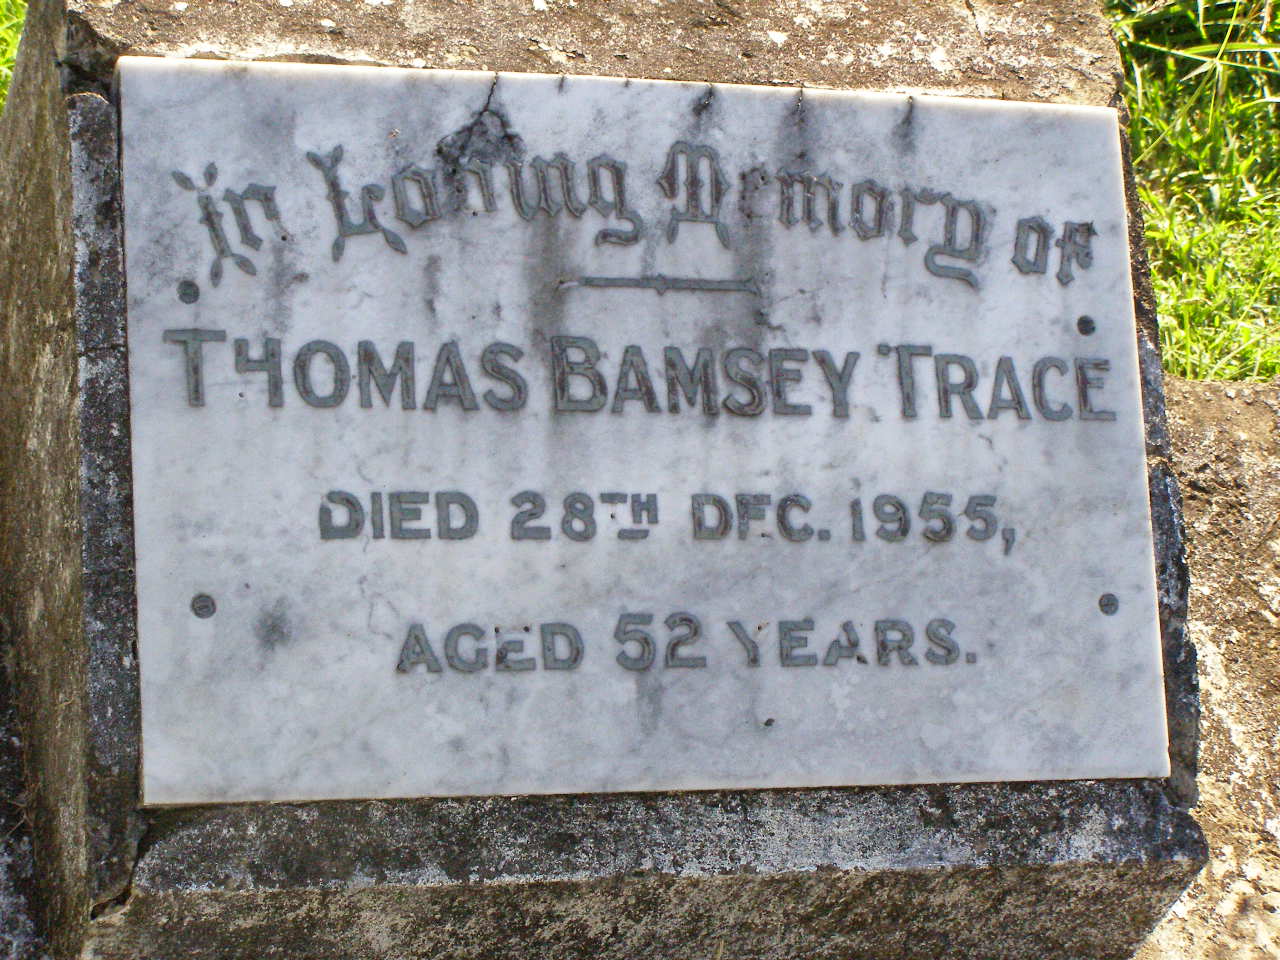 In Loving Memory of
THOMAS BAMSEY TRACE
DIED 28TH DEC. 1955,
AGED 52 YEARS.